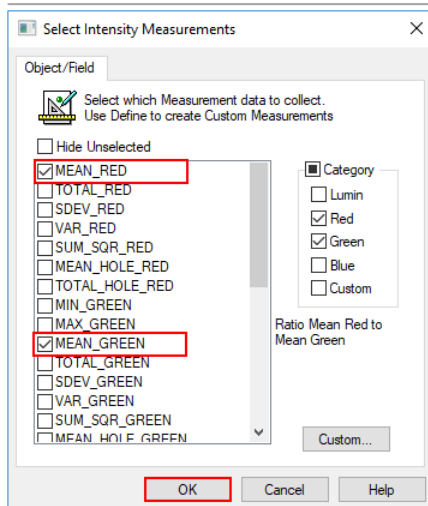 Select Intensity Measurements
Object/Field
Select which Measurement data to collect.
Use Define to create Custom Measurements
Hide Unselected
MEAN_RED
TOTAL_RED
SDEV_RED
VAR_RED
SUM_SQR_RED
MEAN_HOLE_RED
TOTAL_HOLE_RED
MIN_GREEN
MAX_GREEN
MEAN_GREEN
TOTAL_GREEN
SDEV_GREEN
VAR_GREEN
SUM_SQR_GREEN
MEAN_HOLE_GREEN
Category
Lumin
Red
Green
Blue
Custom
Ratio Mean Red to
Mean Green
Custom...
OK
Cancel
Help